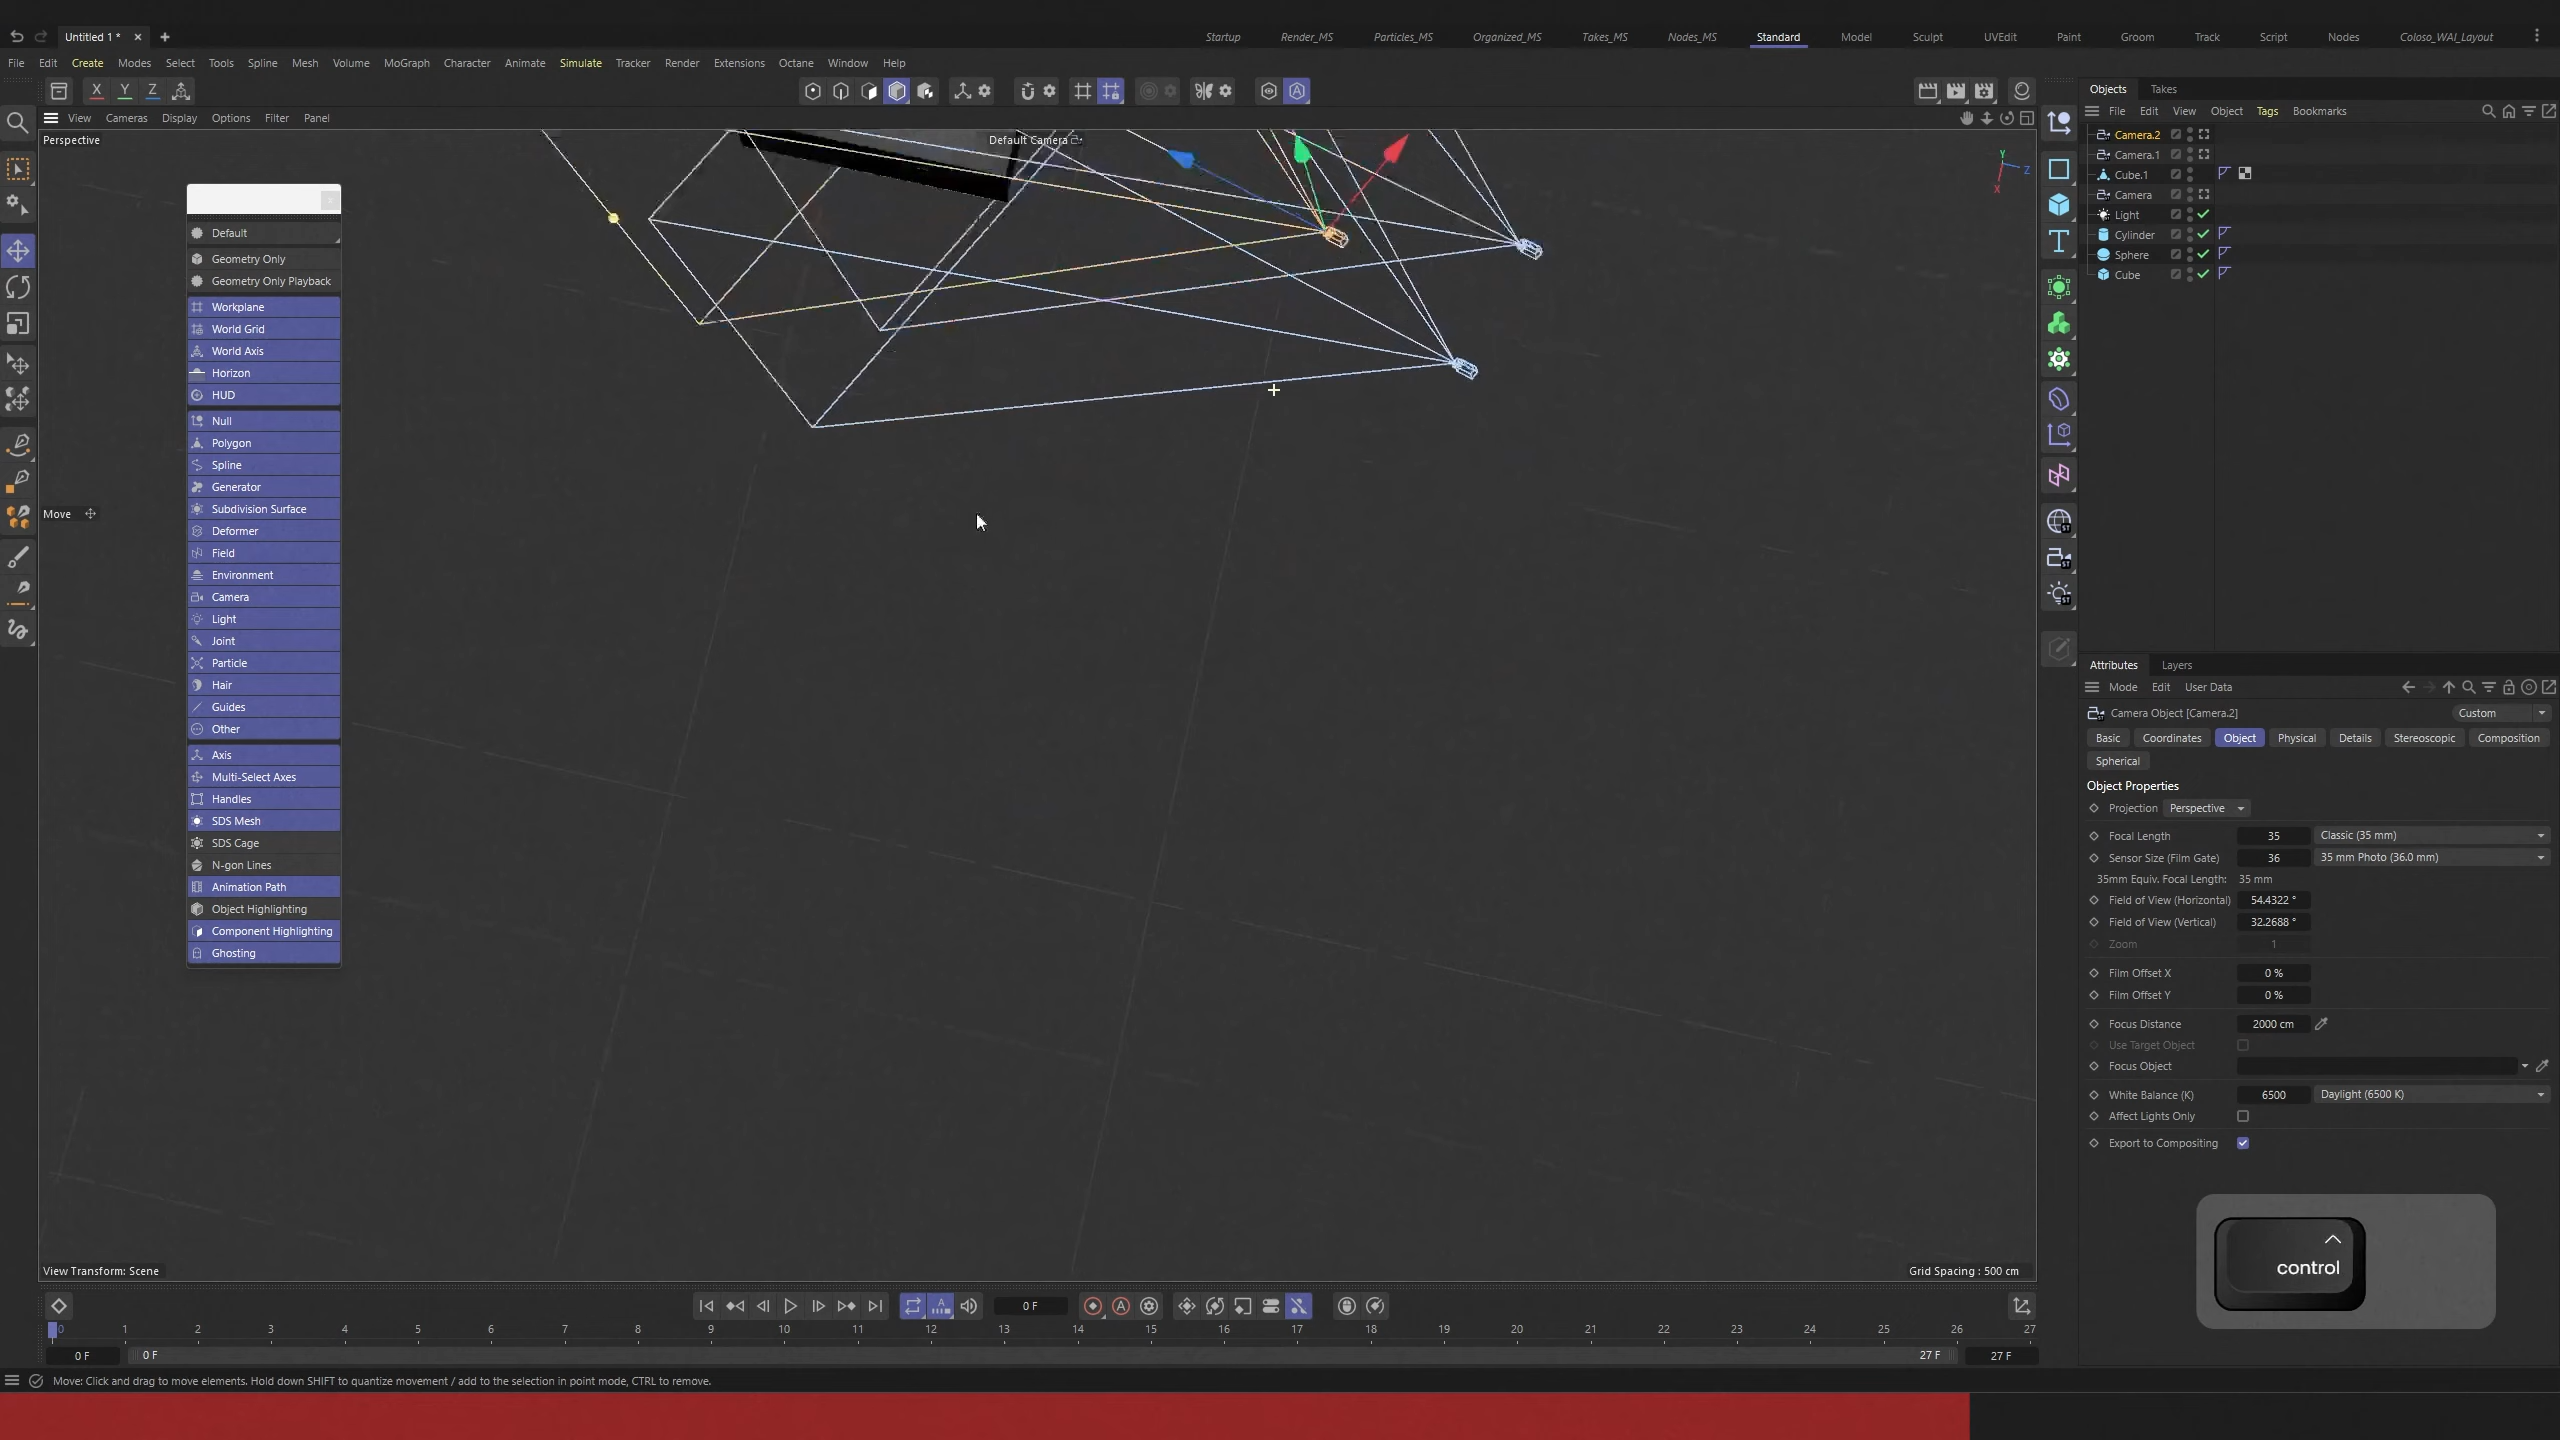 Untitled 1 *
Startup Render_MS Particles_MS Organized_MS Takes_MS Nodes_MS Standard Model Sculpt UVEdit Paint Groom Track Script Nodes Coloso_WAI_Layout
File Edit Create Modes Select Tools Spline Mesh Volume MoGraph Character Animate Simulate Tracker Render Extensions Octane Window Help
X Y Z
View Cameras Display Options Filter Panel
Perspective
Default Camera
Y
Z
X
Default
Geometry Only
Geometry Only Playback
Workplane
World Grid
World Axis
Horizon
HUD
Null
Polygon
Spline
Generator
Subdivision Surface
Deformer
Field
Environment
Camera
Light
Joint
Particle
Hair
Guides
Other
Axis
Multi-Select Axes
Handles
SDS Mesh
SDS Cage
N-gon Lines
Animation Path
Object Highlighting
Component Highlighting
Ghosting
Move
View Transform: Scene
Grid Spacing : 500 cm
Objects Takes
File Edit View Object Tags Bookmarks
Camera.2
Camera.1
Cube.1
Camera
Light
Cylinder
Sphere
Cube
Attributes Layers
Mode Edit User Data
Camera Object [Camera.2]
Custom
Basic Coordinates Object Physical Details Stereoscopic Composition
Spherical
Object Properties
Projection Perspective
Focal Length 35 Classic (35 mm)
Sensor Size (Film Gate) 36 35 mm Photo (36.0 mm)
35mm Equiv. Focal Length: 35 mm
Field of View (Horizontal) 54.4322 °
Field of View (Vertical) 32.2688 °
Zoom 1
Film Offset X 0 %
Film Offset Y 0 %
Focus Distance 2000 cm
Use Target Object
Focus Object
White Balance (K) 6500 Daylight (6500 K)
Affect Lights Only
Export to Compositing
control
0 F
0 1 2 3 4 5 6 7 8 9 10 11 12 13 14 15 16 17 18 19 20 21 22 23 24 25 26 27
0 F 0 F 27 F 27 F
Move: Click and drag to move elements. Hold down SHIFT to quantize movement / add to the selection in point mode, CTRL to remove.